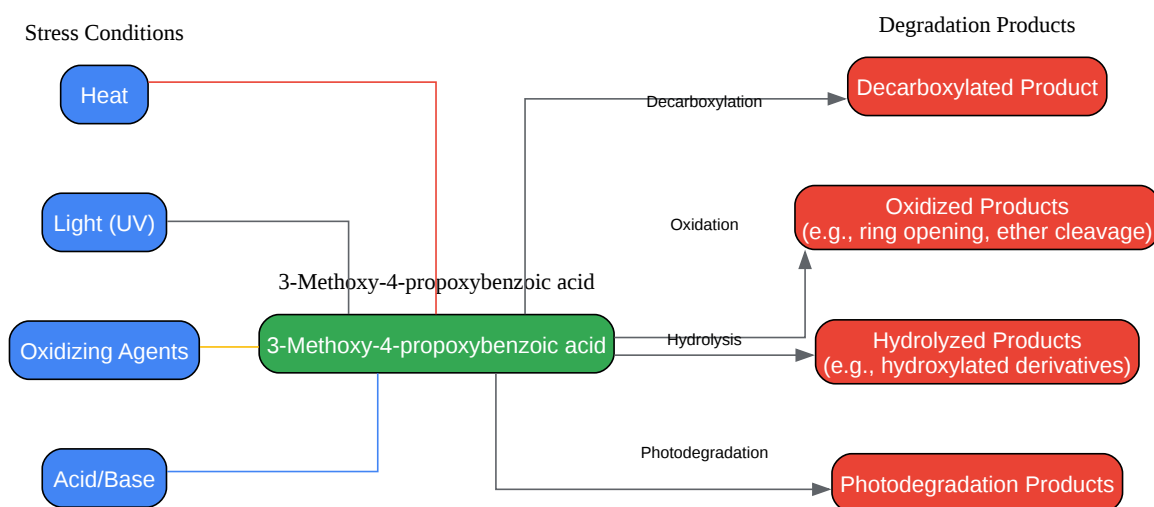 Stress Conditions
Degradation Products
Heat
Decarboxylation
Decarboxylated Product
Light (UV)
Oxidation
Oxidized Products
(e.g., ring opening, ether cleavage)
3-Methoxy-4-propoxybenzoic acid
Oxidizing Agents
3-Methoxy-4-propoxybenzoic acid
Hydrolysis
Hydrolyzed Products
(e.g., hydroxylated derivatives)
Acid/Base
Photodegradation
Photodegradation Products